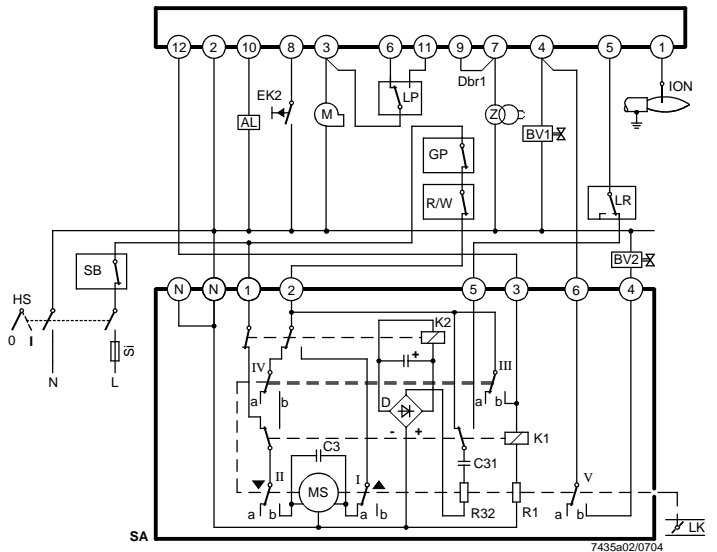 12 2 10 8 3 6 11 9 7 4 5 1
Dbr1
ION
EK2
LP
AL
M
Z
BV1
GP
R/W
LR
SB
BV2
HS
0 I
Si
N L
N N 1 2 5 3 6 4
K2
+
IV
III
a b
D
a b
- +
K1
C3
C31
II
I
V
MS
a b
a b
R32
R1
a b
LK
SA
7435a02/0704